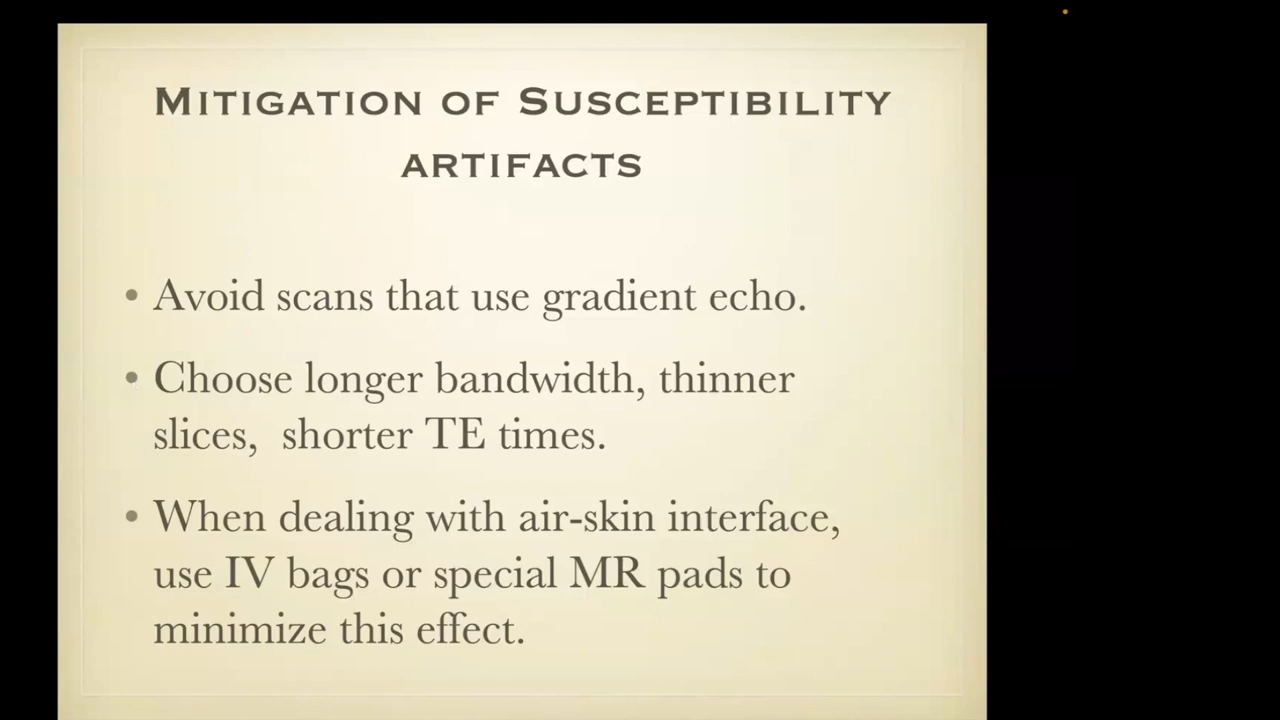 Mitigation of Susceptibility
artifacts
• Avoid scans that use gradient echo.
• Choose longer bandwidth, thinner
slices,  shorter TE times.
• When dealing with air-skin interface,
use IV bags or special MR pads to
minimize this effect.